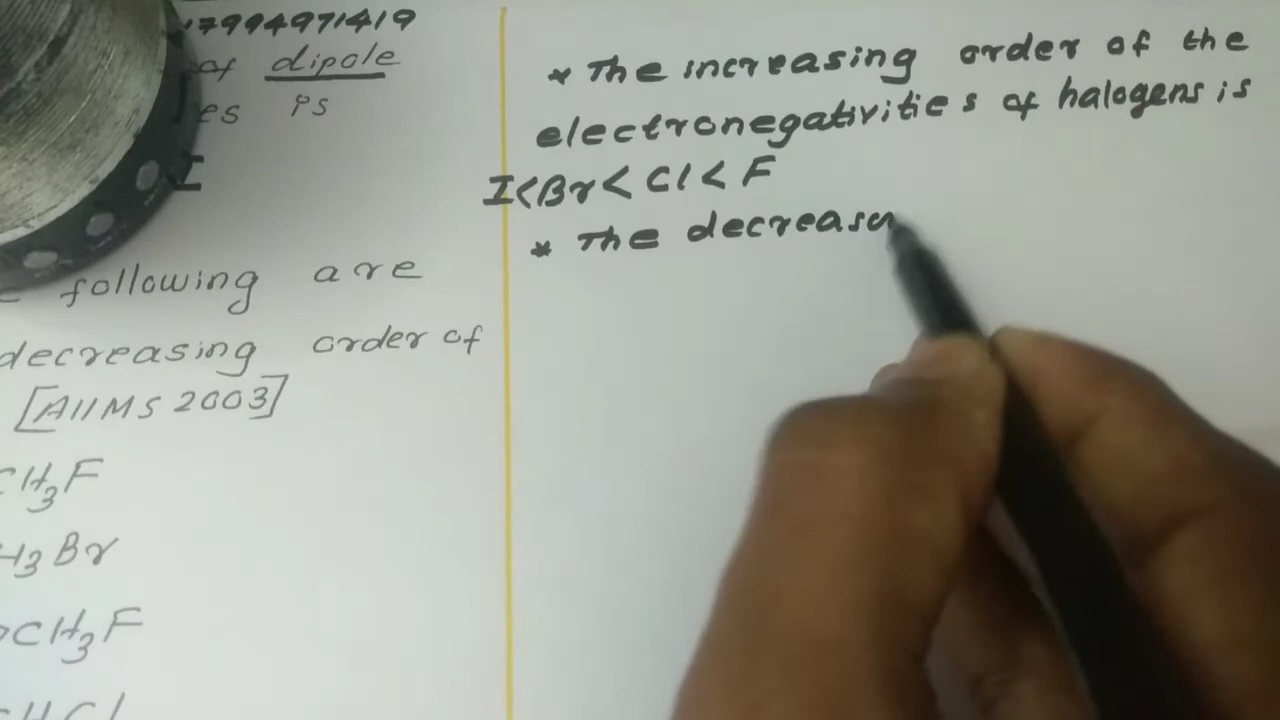 17994971419
of dipole
es is
I
following are
decreasing order of
[AIIMS 2003]
CH3F
H3Br
>CH3F
* The increasing order of the
electronegativities of halogens is
I<Br<Cl<F
* The decreas